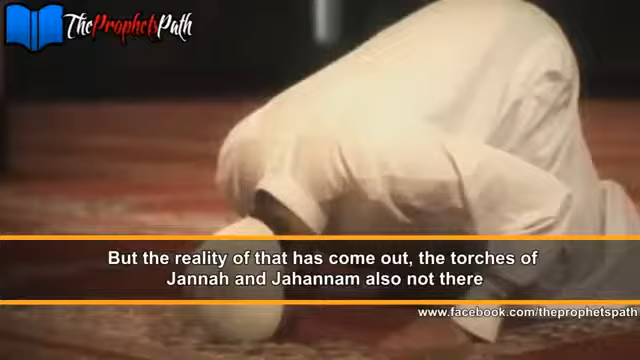 TheProphetsPath
But the reality of that has come out, the torches of
Jannah and Jahannam also not there
www.facebook.com/theprophetspath